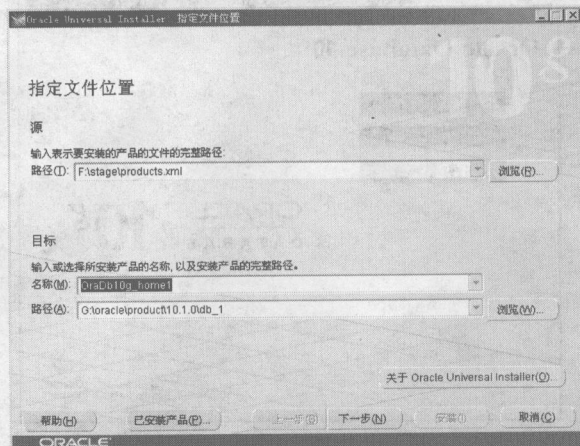 Oracle Universal Installer: 指定文件位置
指定文件位置
源
输入表示要安装的产品的文件的完整路径:
路径(T): F:\stage\products.xml 浏览(R)...
目标
输入或选择所安装产品的名称, 以及安装产品的完整路径。
名称(M): OraDb10g_home1
路径(A): G:\oracle\product\10.1.0\db_1 浏览(W)...
关于 Oracle Universal Installer(O)...
帮助(H) 已安装产品(P)... 上一步(B) 下一步(N) 安装(I) 取消(C)
ORACLE